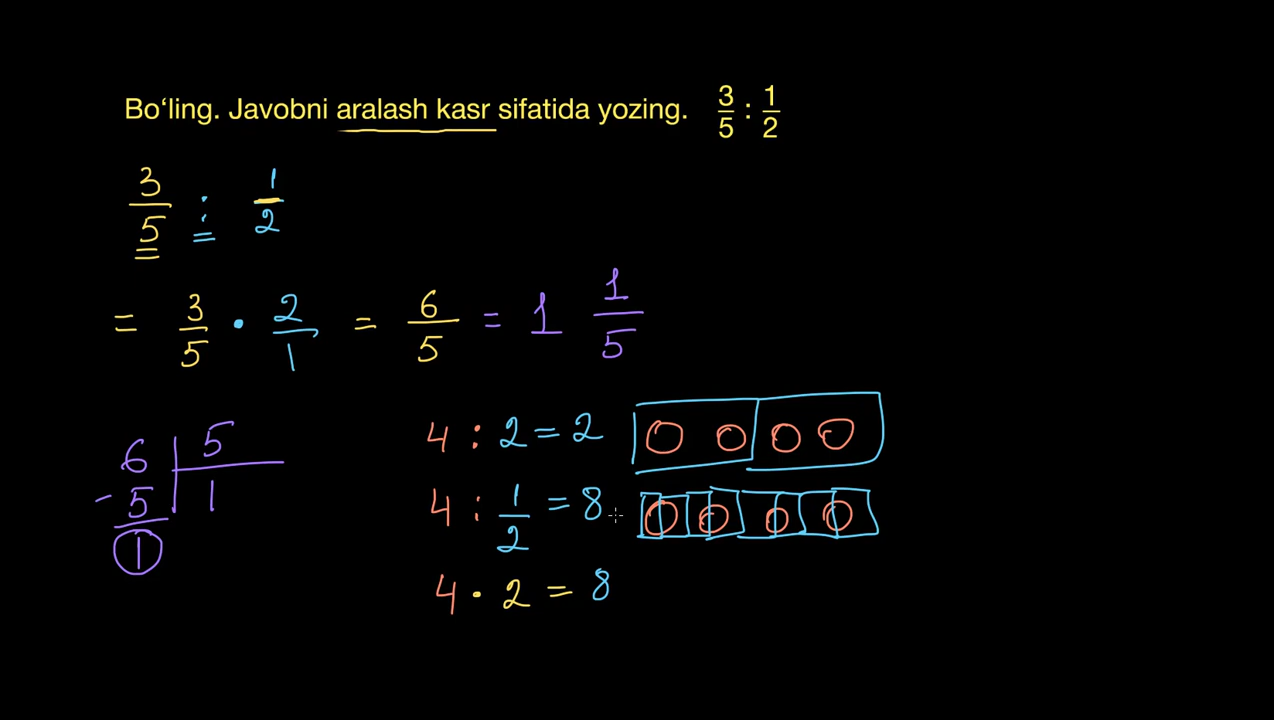 Bo‘ling. Javobni aralash kasr sifatida yozing. 3/5 : 1/2
3/5 : 1/2
= 3/5 · 2/1 = 6/5 = 1 1/5
4 : 2 = 2
6 | 5
- 5 | 1
1
4 : 1/2 = 8
4 · 2 = 8